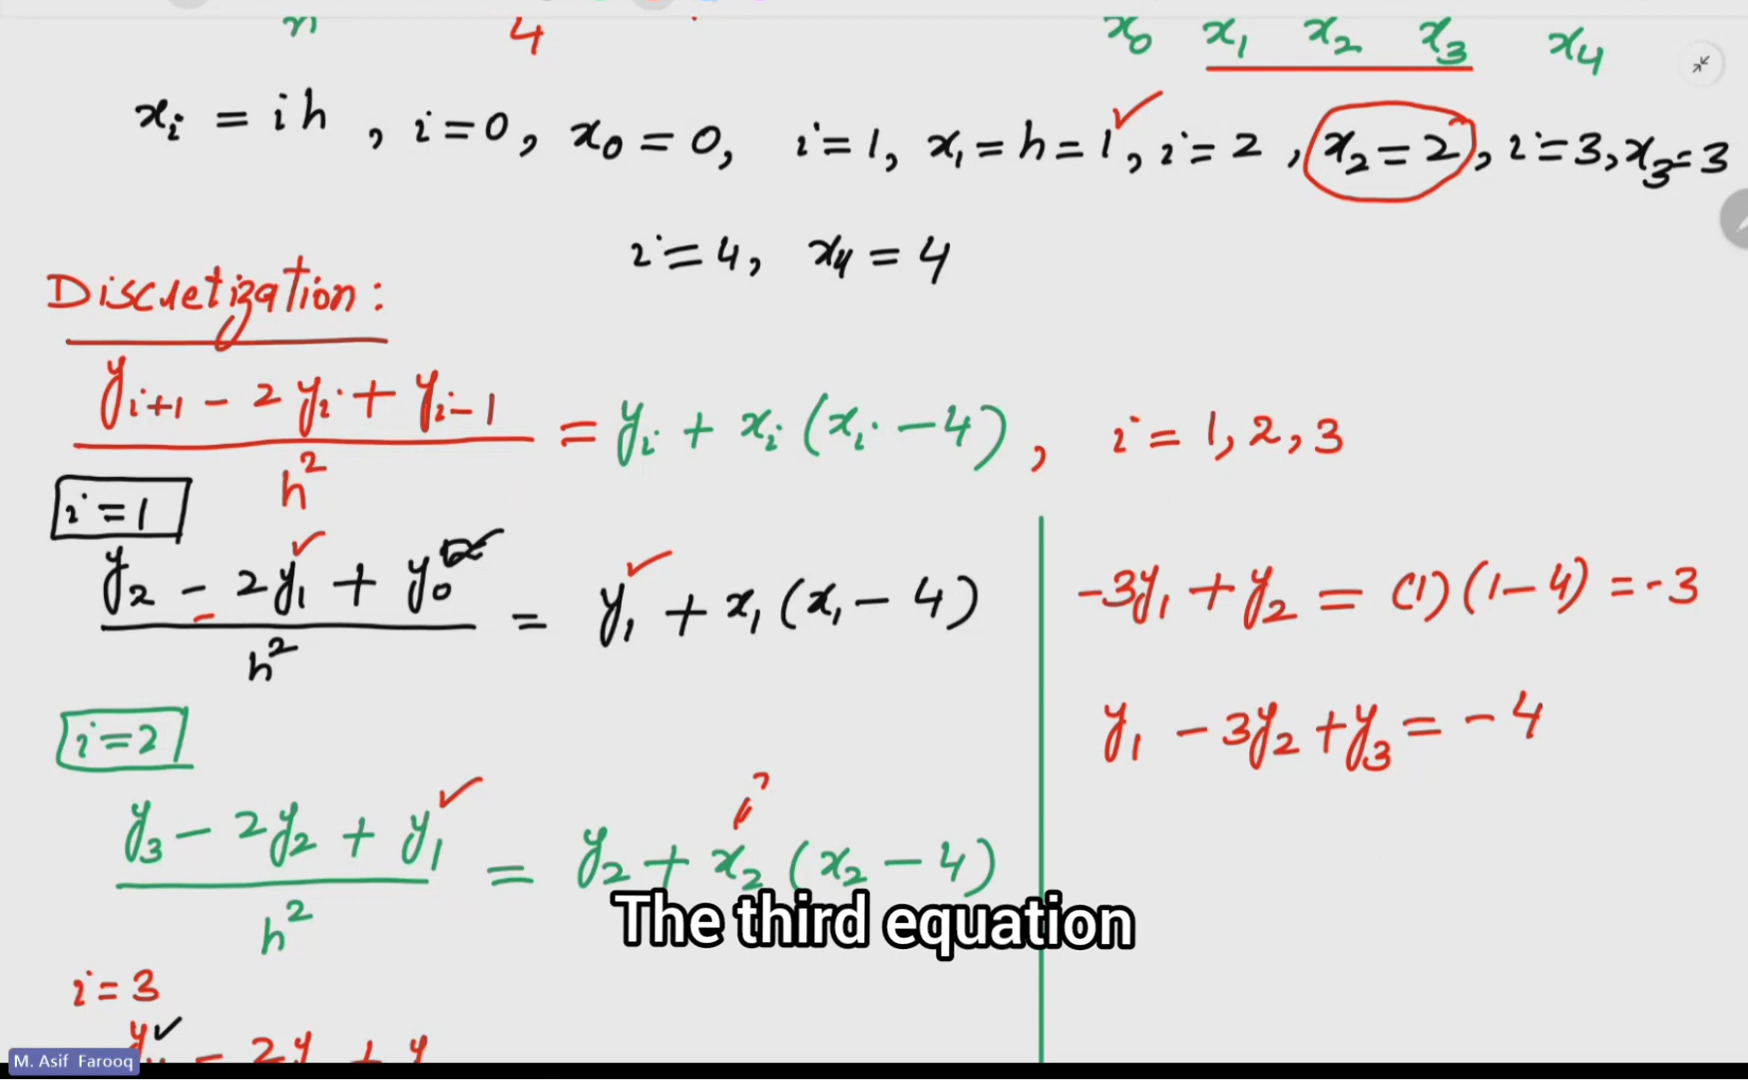 n 4 x₀ x₁ x₂ x₃ x₄
xᵢ = i h , i=0, x₀ = 0, i=1, x₁ = h = 1, i=2 , x₂ = 2, i=3, x₃=3
i=4, x₄ = 4
Discretization:
(yᵢ₊₁ - 2yᵢ + yᵢ₋₁)/h² = yᵢ + xᵢ (xᵢ - 4) , i = 1, 2, 3
i=1
(y₂ - 2y₁ + y₀)/h² = y₁ + x₁ (x₁ - 4)
-3y₁ + y₂ = (1)(1-4) = -3
i=2
y₁ - 3y₂ + y₃ = -4
(y₃ - 2y₂ + y₁)/h² = y₂ + x₂ (x₂ - 4)
The third equation
i=3
M. Asif Farooq